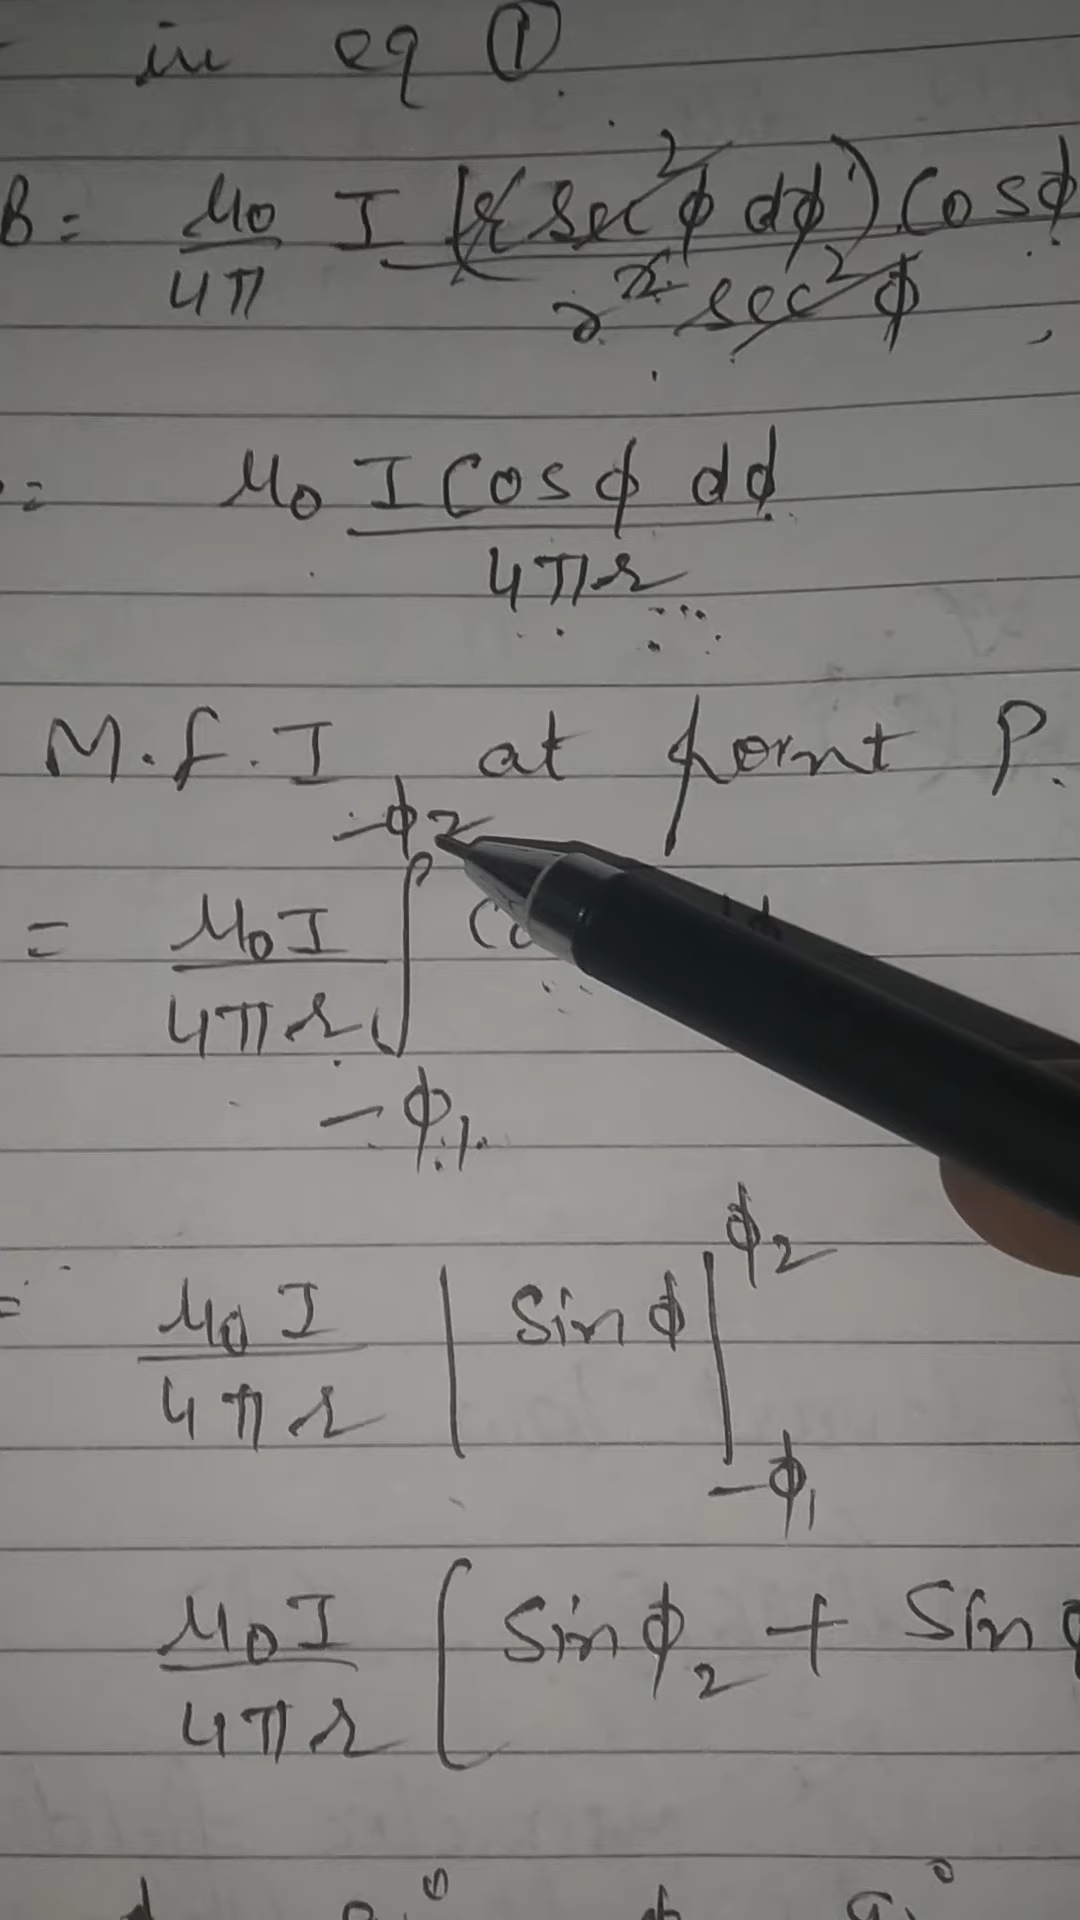 in eq ①.
B = μ₀/4π I (r sec²ϕ dϕ) Cosϕ / r² sec²ϕ
= μ₀ I Cosϕ dϕ / 4πr
M.f.I at point P.
= μ₀I/4πr ∫_{-ϕ₁}^{-ϕ₂}
= μ₀I/4πr |Sinϕ|_{-ϕ₁}^{ϕ₂}
μ₀I/4πr [Sinϕ₂ + Sin